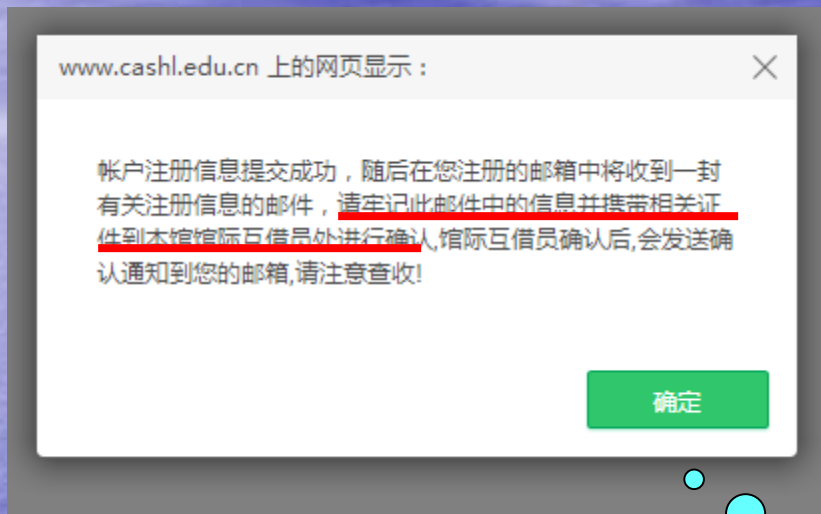 www.cashl.edu.cn 上的网页显示：
帐户注册信息提交成功，随后在您注册的邮箱中将收到一封
有关注册信息的邮件，请牢记此邮件中的信息并携带相关证
件到本馆馆际互借员处进行确认,馆际互借员确认后,会发送确
认通知到您的邮箱,请注意查收!
确定